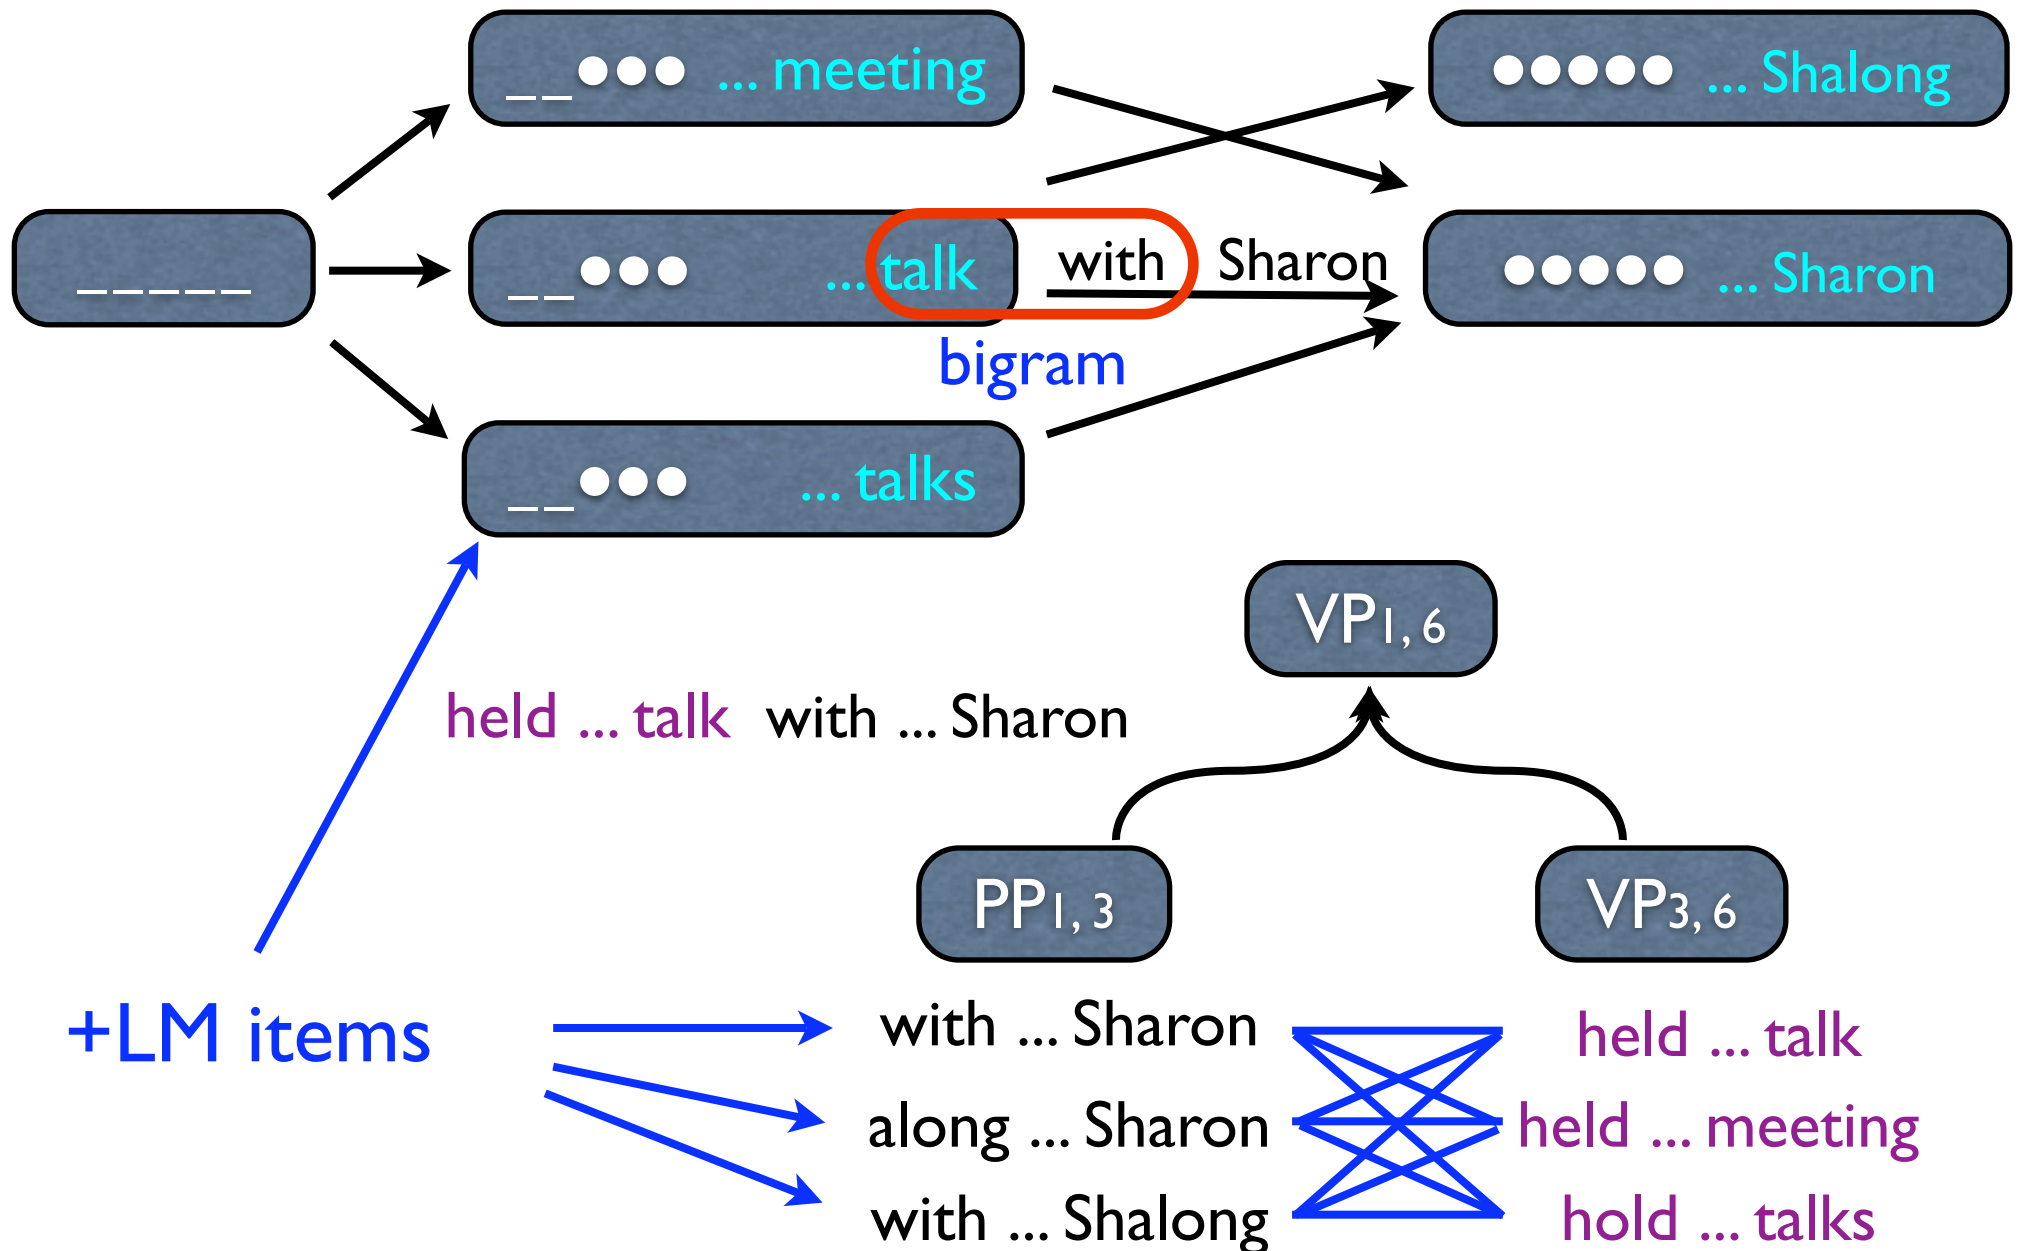 __●●● ... meeting
●●●●● ... Shalong
_____
__●●● ... talk
with Sharon
●●●●● ... Sharon
bigram
__●●● ... talks
VP1, 6
held ... talk with ... Sharon
PP1, 3
VP3, 6
+LM items
with ... Sharon
held ... talk
along ... Sharon
held ... meeting
with ... Shalong
hold ... talks